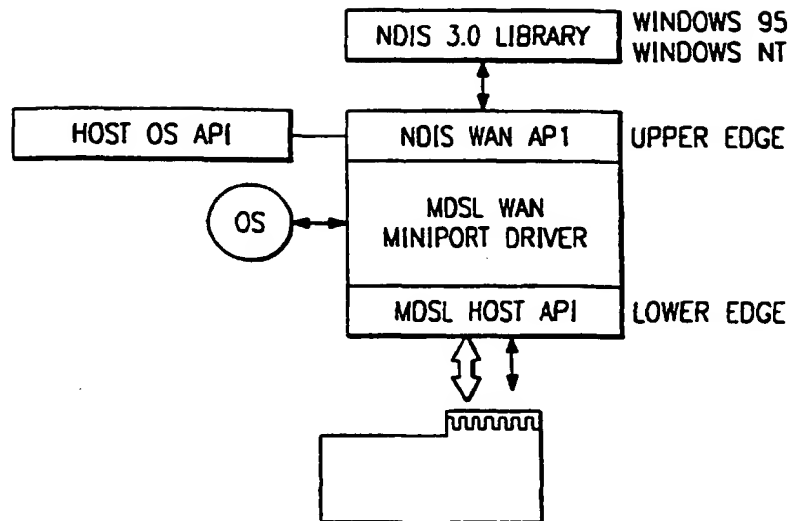 NDIS 3.0 LIBRARY
WINDOWS 95
WINDOWS NT
HOST OS API
NDIS WAN AP1
UPPER EDGE
OS
MDSL WAN
MINIPORT DRIVER
MDSL HOST API
LOWER EDGE